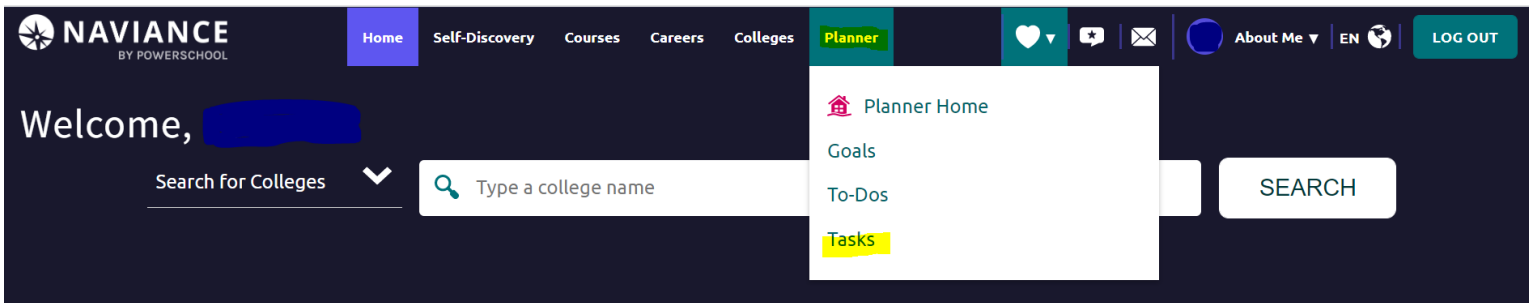 NAVIANCE
BY POWERSCHOOL
Home Self-Discovery Courses Careers Colleges Planner About Me EN LOG OUT
Planner Home
Welcome,
Goals
Search for Colleges Type a college name SEARCH
To-Dos
Tasks